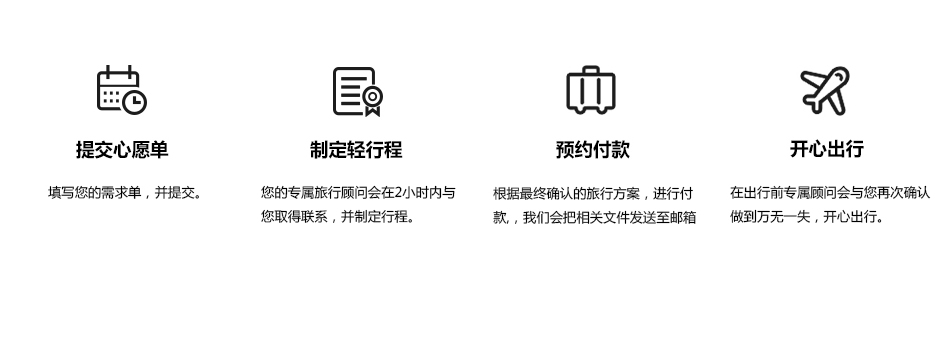 提交心愿单
填写您的需求单，并提交。
制定轻行程
您的专属旅行顾问会在2小时内与
您取得联系，并制定行程。
预约付款
根据最终确认的旅行方案，进行付
款,，我们会把相关文件发送至邮箱
开心出行
在出行前专属顾问会与您再次确认
做到万无一失，开心出行。